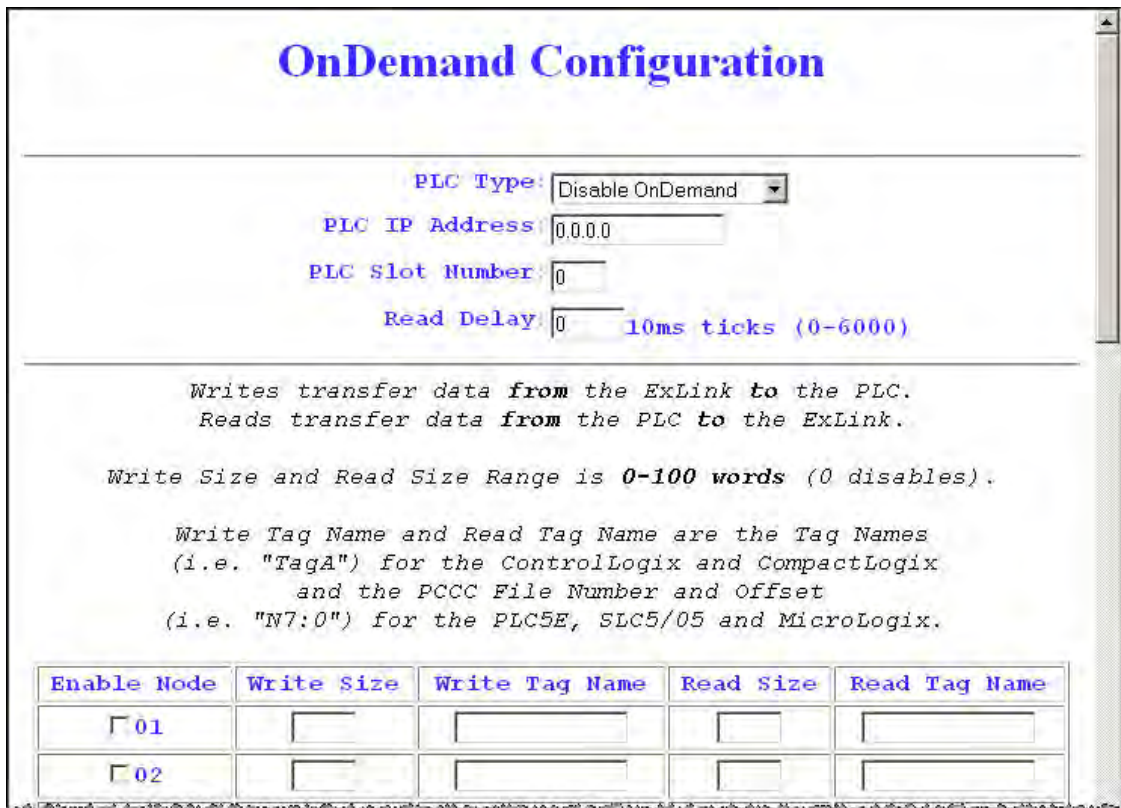 OnDemand Configuration
PLC Type: Disable OnDemand
PLC IP Address: 0.0.0.0
PLC Slot Number: 0
Read Delay: 0 10ms ticks (0-6000)
Writes transfer data from the ExLink to the PLC.
Reads transfer data from the PLC to the ExLink.
Write Size and Read Size Range is 0-100 words (0 disables).
Write Tag Name and Read Tag Name are the Tag Names
(i.e. "TagA") for the ControlLogix and CompactLogix
and the PCCC File Number and Offset
(i.e. "N7:0") for the PLC5E, SLC5/05 and MicroLogix.
Enable Node Write Size Write Tag Name Read Size Read Tag Name
01
02